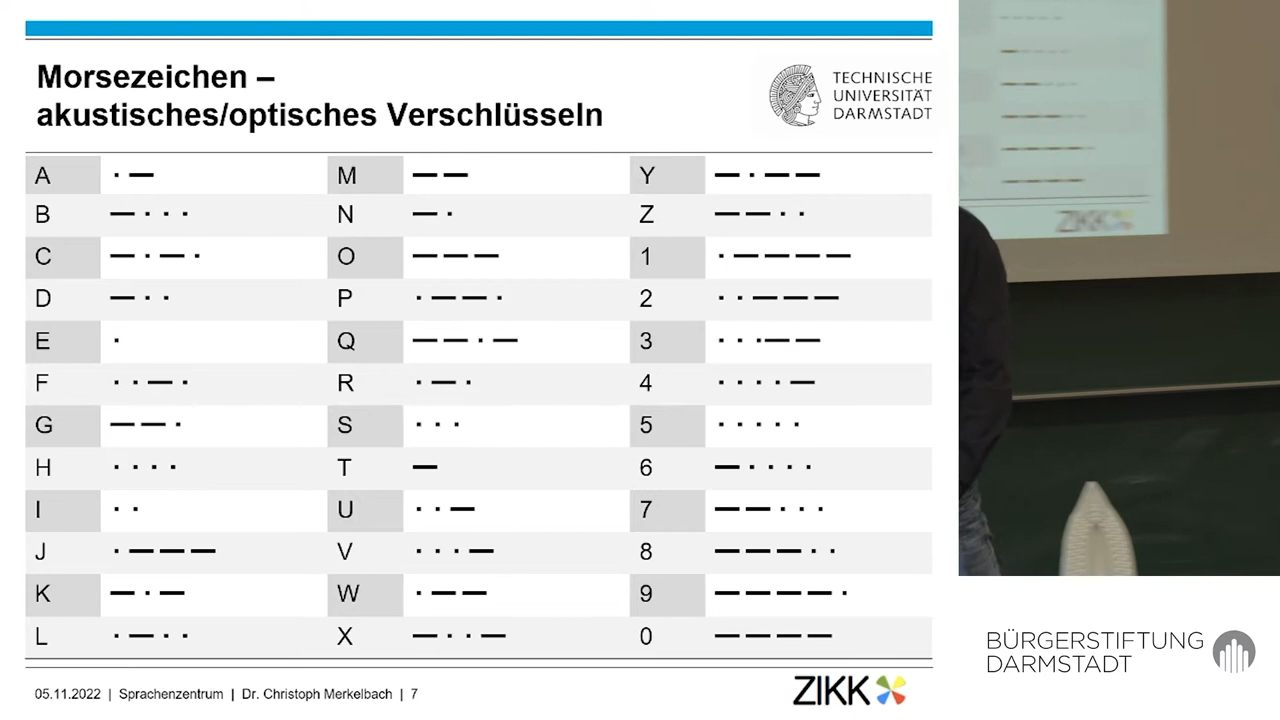 Morsezeichen –
akustisches/optisches Verschlüsseln
TECHNISCHE
UNIVERSITÄT
DARMSTADT
A · — M — — Y — · — —
B — · · · N — · Z — — · ·
C — · — · O — — — 1 · — — — —
D — · · P · — — · 2 · · — — —
E · Q — — · — 3 · · · — —
F · · — · R · — · 4 · · · · —
G — — · S · · · 5 · · · · ·
H · · · · T — 6 — · · · ·
I · · U · · — 7 — — · · ·
J · — — — V · · · — 8 — — — · ·
K — · — W · — — 9 — — — — ·
L · — · · X — · · — 0 — — — —
05.11.2022 | Sprachenzentrum | Dr. Christoph Merkelbach | 7
ZIKK
ZIKK
BÜRGERSTIFTUNG
DARMSTADT